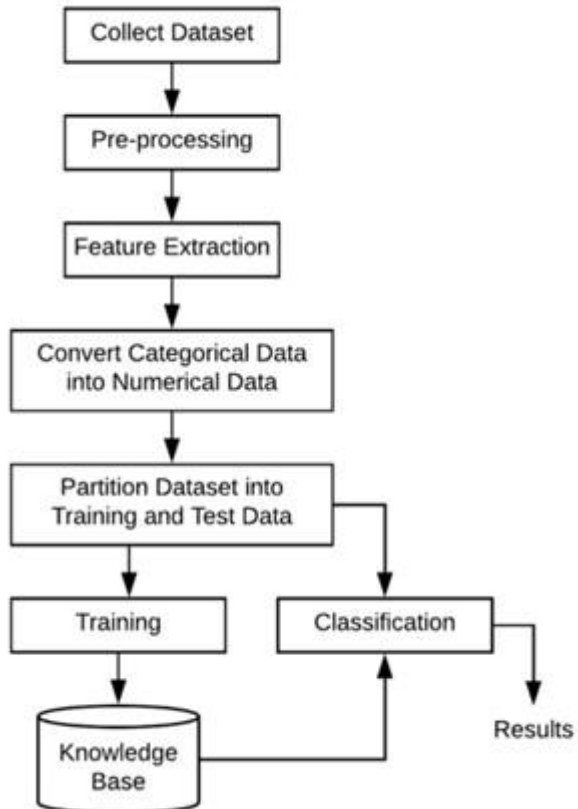 Collect Dataset
Pre-processing
Feature Extraction
Convert Categorical Data
into Numerical Data
Partition Dataset into
Training and Test Data
Training
Classification
Results
Knowledge
Base